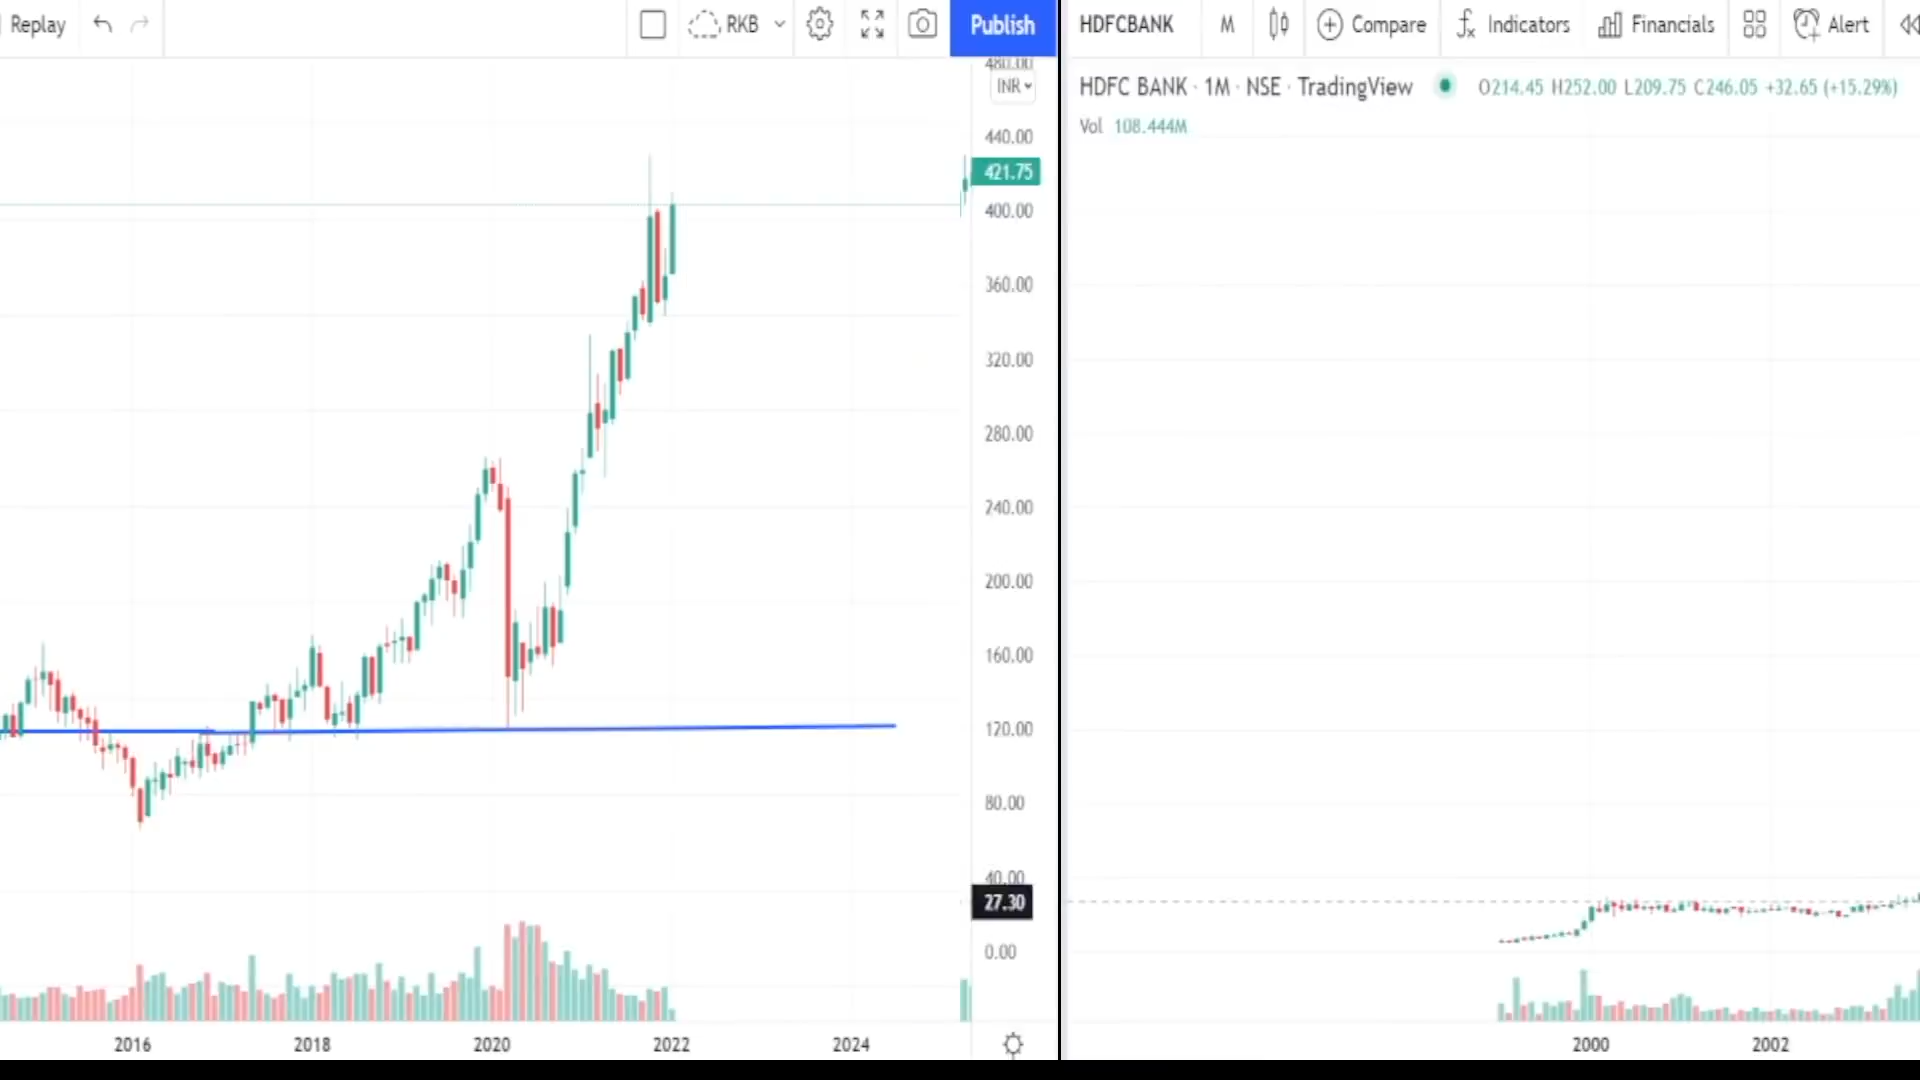 Replay
RKB
Publish
480.00
INR
440.00
421.75
400.00
360.00
320.00
280.00
240.00
200.00
160.00
120.00
80.00
40.00
27.30
0.00
2016 2018 2020 2022 2024
HDFCBANK M Compare Indicators Financials Alert
HDFC BANK · 1M · NSE · TradingView O214.45 H252.00 L209.75 C246.05 +32.65 (+15.29%)
Vol 108.444M
2000 2002